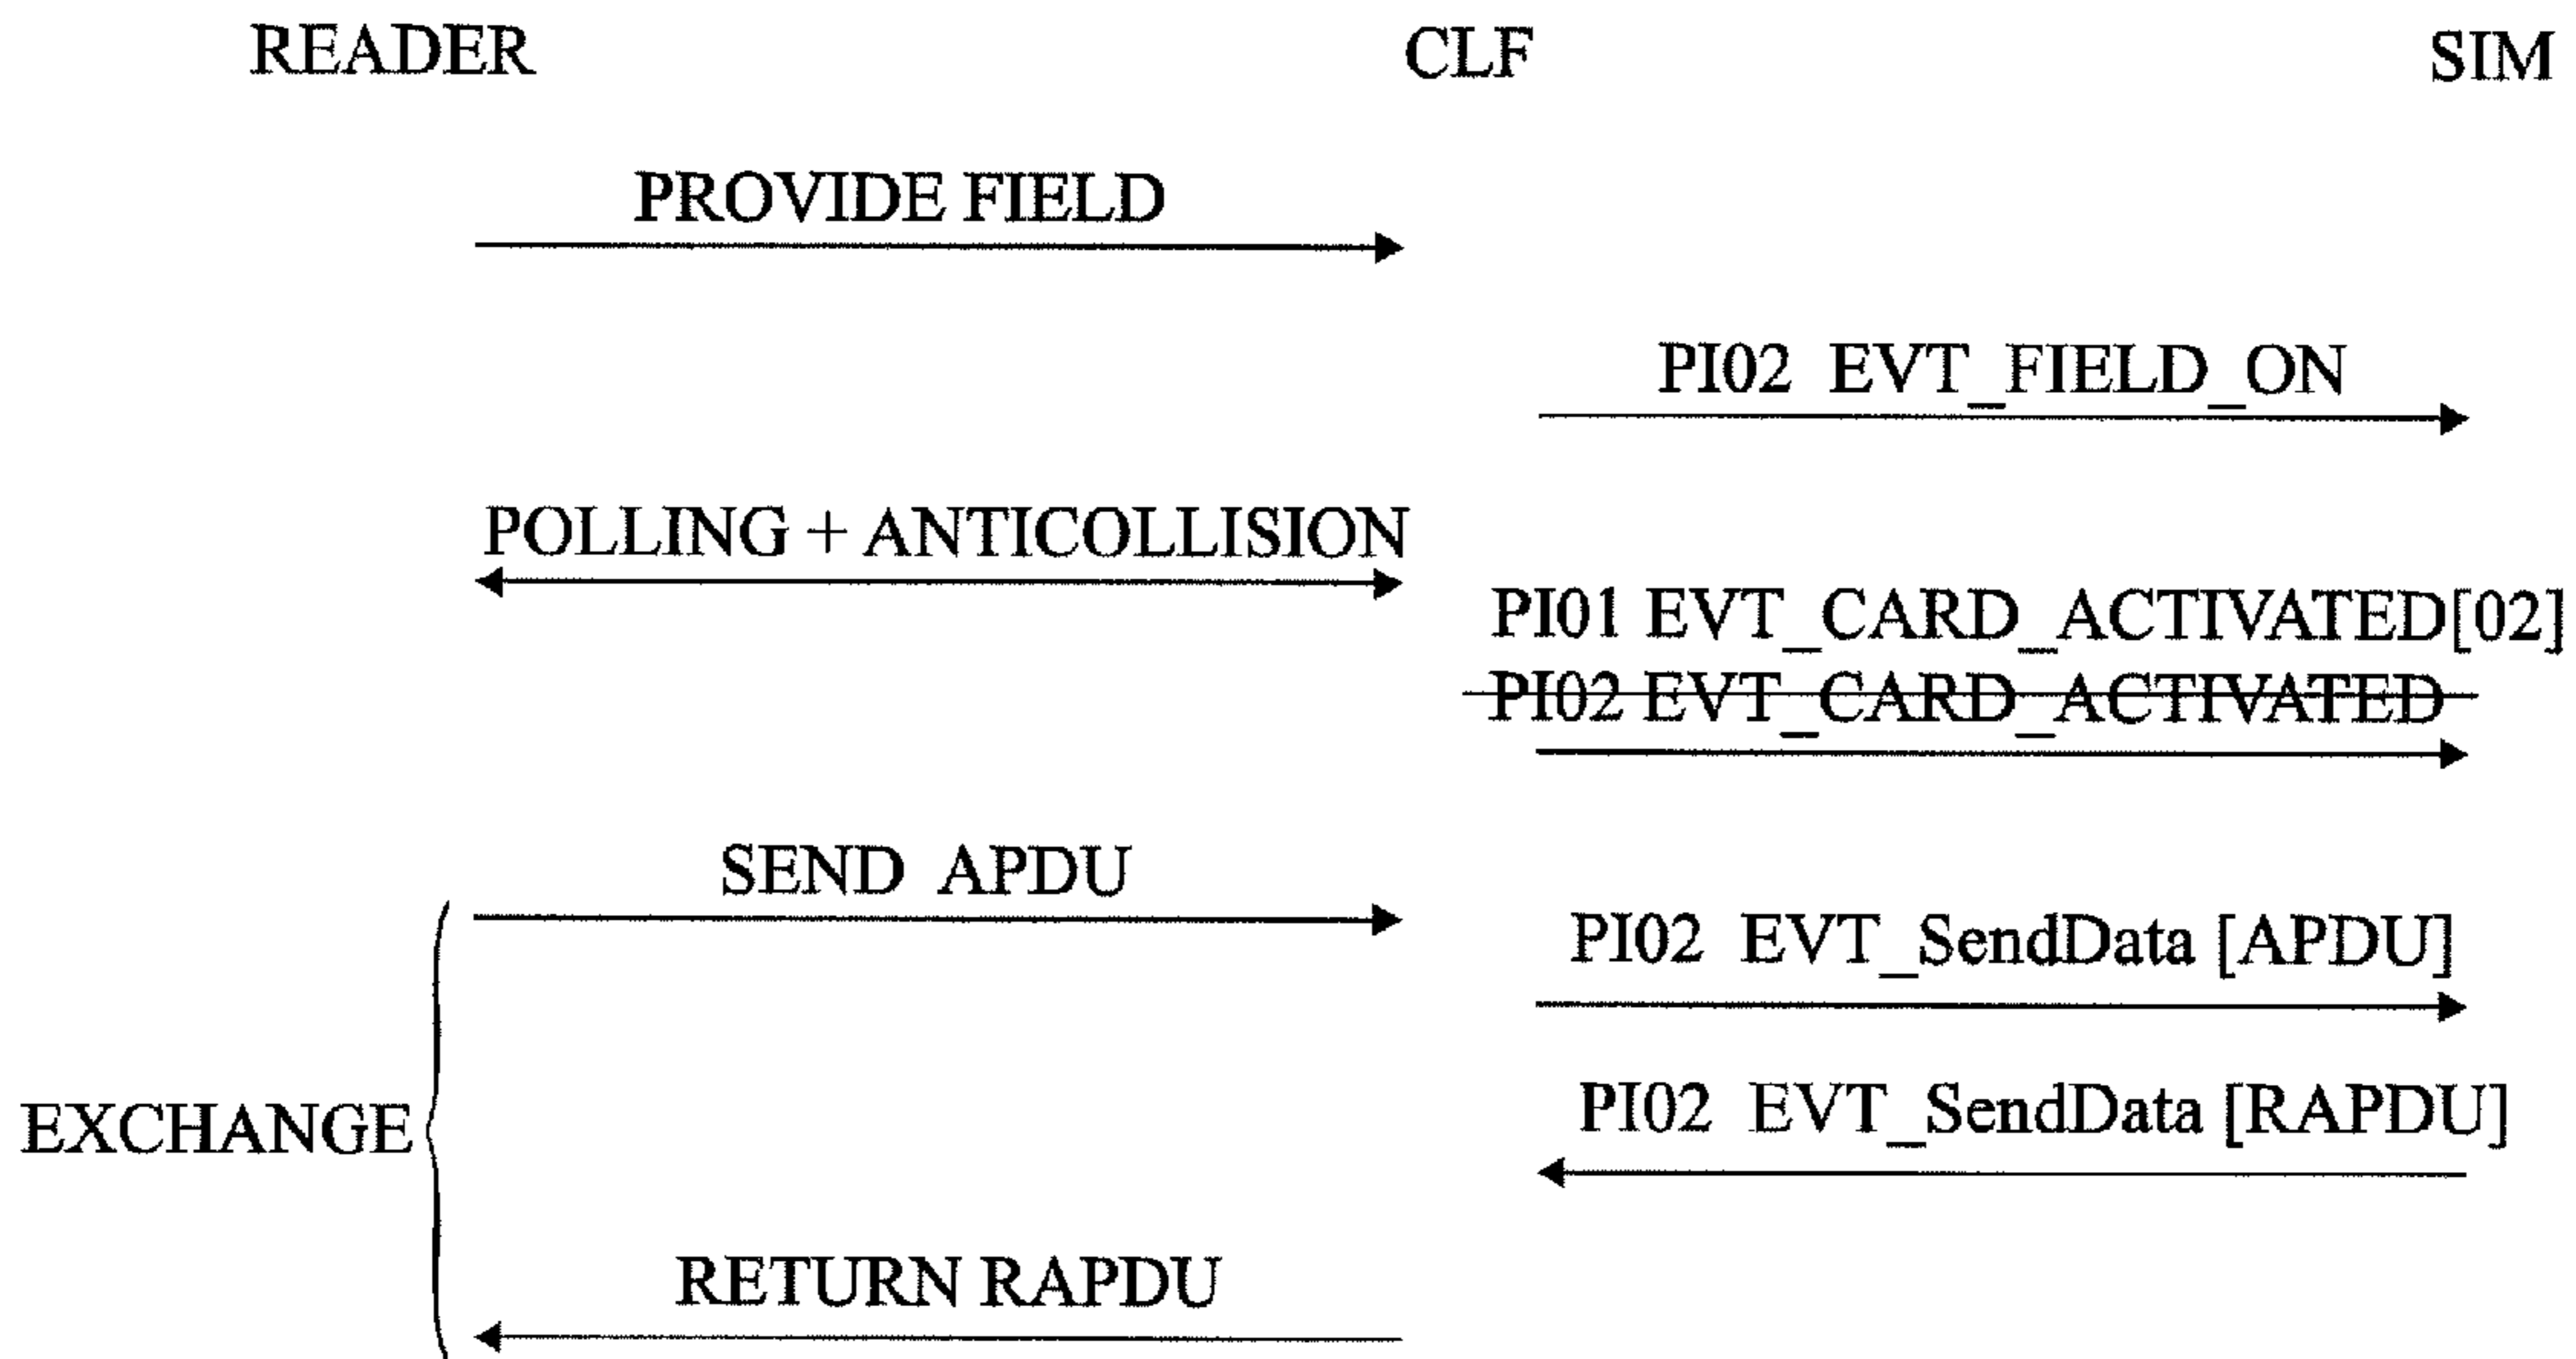 READER CLF SIM
PROVIDE FIELD
PI02 EVT_FIELD_ON
POLLING + ANTICOLLISION
PI01 EVT_CARD_ACTIVATED[02]
PI02 EVT_CARD_ACTIVATED
SEND APDU
PI02 EVT_SendData [APDU]
PI02 EVT_SendData [RAPDU]
EXCHANGE
RETURN RAPDU